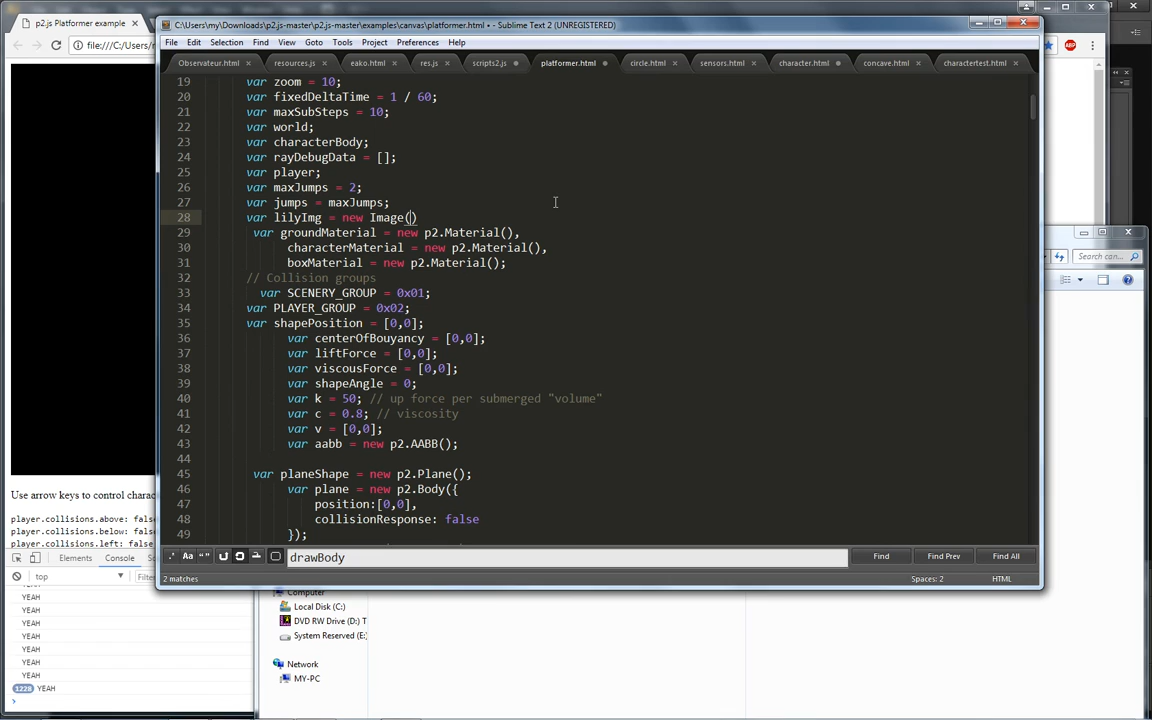 p2.js Platformer example
file:///C:/Users/m
C:\Users\my\Downloads\p2.js-master\p2.js-master\examples\canvas\platformer.html • - Sublime Text 2 (UNREGISTERED)
File Edit Selection Find View Goto Tools Project Preferences Help
Observateur.html resources.js eako.html res.js scripts2.js platformer.html circle.html sensors.html character.html concave.html charactertest.html
19 var zoom = 10;
20 var fixedDeltaTime = 1 / 60;
21 var maxSubSteps = 10;
22 var world;
23 var characterBody;
24 var rayDebugData = [];
25 var player;
26 var maxJumps = 2;
27 var jumps = maxJumps;
28 var lilyImg = new Image()
29 var groundMaterial = new p2.Material(),
30 characterMaterial = new p2.Material(),
31 boxMaterial = new p2.Material();
32 // Collision groups
33 var SCENERY_GROUP = 0x01;
34 var PLAYER_GROUP = 0x02;
35 var shapePosition = [0,0];
36 var centerOfBouyancy = [0,0];
37 var liftForce = [0,0];
38 var viscousForce = [0,0];
39 var shapeAngle = 0;
40 var k = 50; // up force per submerged "volume"
41 var c = 0.8; // viscosity
42 var v = [0,0];
43 var aabb = new p2.AABB();
44
45 var planeShape = new p2.Plane();
46 var plane = new p2.Body({
47 position:[0,0],
48 collisionResponse: false
49 });
drawBody
Find Find Prev Find All
2 matches
Spaces: 2 HTML
Search can...
ABP
Use arrow keys to control charac
player.collisions.above: fals
player.collisions.below: fals
player.collisions.left: false
Elements Console
top Filter
YEAH
YEAH
YEAH
YEAH
YEAH
YEAH
YEAH
1228 YEAH
Computer
Local Disk (C:)
DVD RW Drive (D:) T
System Reserved (E:
Network
MY-PC